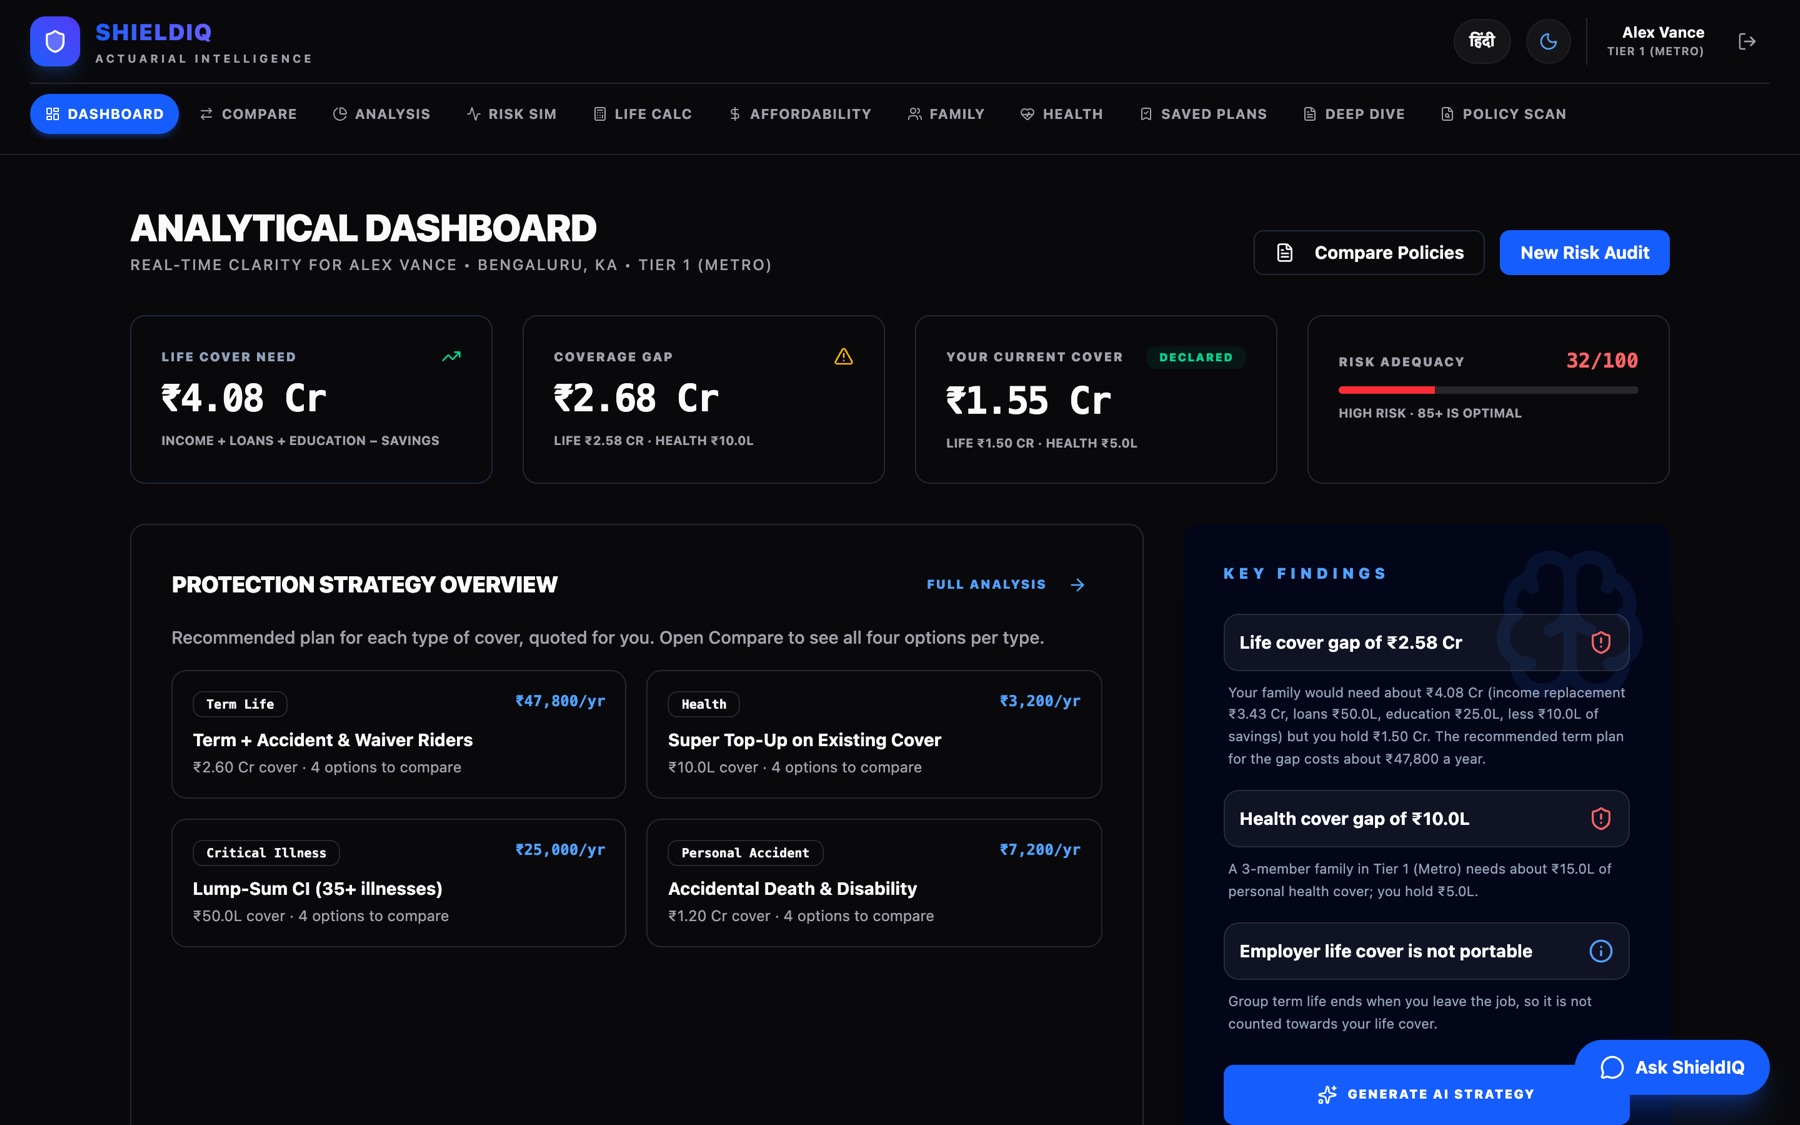 SHIELDIQ
ACTUARIAL INTELLIGENCE
हिंदी
Alex Vance
TIER 1 (METRO)
DASHBOARD
COMPARE
ANALYSIS
RISK SIM
LIFE CALC
AFFORDABILITY
FAMILY
HEALTH
SAVED PLANS
DEEP DIVE
POLICY SCAN
ANALYTICAL DASHBOARD
REAL-TIME CLARITY FOR ALEX VANCE • BENGALURU, KA • TIER 1 (METRO)
Compare Policies
New Risk Audit
LIFE COVER NEED
₹4.08 Cr
INCOME + LOANS + EDUCATION − SAVINGS
COVERAGE GAP
₹2.68 Cr
LIFE ₹2.58 CR · HEALTH ₹10.0L
YOUR CURRENT COVER
DECLARED
₹1.55 Cr
LIFE ₹1.50 CR · HEALTH ₹5.0L
RISK ADEQUACY
32/100
HIGH RISK · 85+ IS OPTIMAL
PROTECTION STRATEGY OVERVIEW
FULL ANALYSIS
Recommended plan for each type of cover, quoted for you. Open Compare to see all four options per type.
Term Life
₹47,800/yr
Term + Accident & Waiver Riders
₹2.60 Cr cover · 4 options to compare
Health
₹3,200/yr
Super Top-Up on Existing Cover
₹10.0L cover · 4 options to compare
Critical Illness
₹25,000/yr
Lump-Sum CI (35+ illnesses)
₹50.0L cover · 4 options to compare
Personal Accident
₹7,200/yr
Accidental Death & Disability
₹1.20 Cr cover · 4 options to compare
KEY FINDINGS
Life cover gap of ₹2.58 Cr
Your family would need about ₹4.08 Cr (income replacement
₹3.43 Cr, loans ₹50.0L, education ₹25.0L, less ₹10.0L of
savings) but you hold ₹1.50 Cr. The recommended term plan
for the gap costs about ₹47,800 a year.
Health cover gap of ₹10.0L
A 3-member family in Tier 1 (Metro) needs about ₹15.0L of
personal health cover; you hold ₹5.0L.
Employer life cover is not portable
Group term life ends when you leave the job, so it is not
counted towards your life cover.
GENERATE AI STRATEGY
Ask ShieldIQ